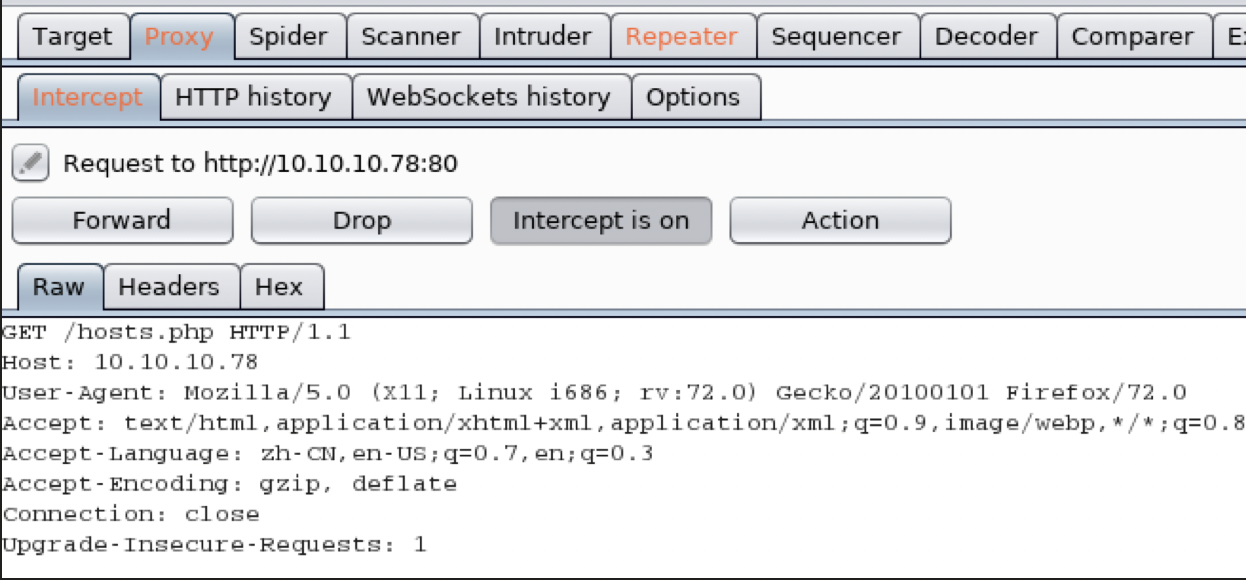 Target Proxy Spider Scanner Intruder Repeater Sequencer Decoder Comparer
Intercept HTTP history WebSockets history Options
Request to http://10.10.10.78:80
Forward Drop Intercept is on Action
Raw Headers Hex
GET /hosts.php HTTP/1.1
Host: 10.10.10.78
User-Agent: Mozilla/5.0 (X11; Linux i686; rv:72.0) Gecko/20100101 Firefox/72.0
Accept: text/html,application/xhtml+xml,application/xml;q=0.9,image/webp,*/*;q=0.8
Accept-Language: zh-CN,en-US;q=0.7,en;q=0.3
Accept-Encoding: gzip, deflate
Connection: close
Upgrade-Insecure-Requests: 1